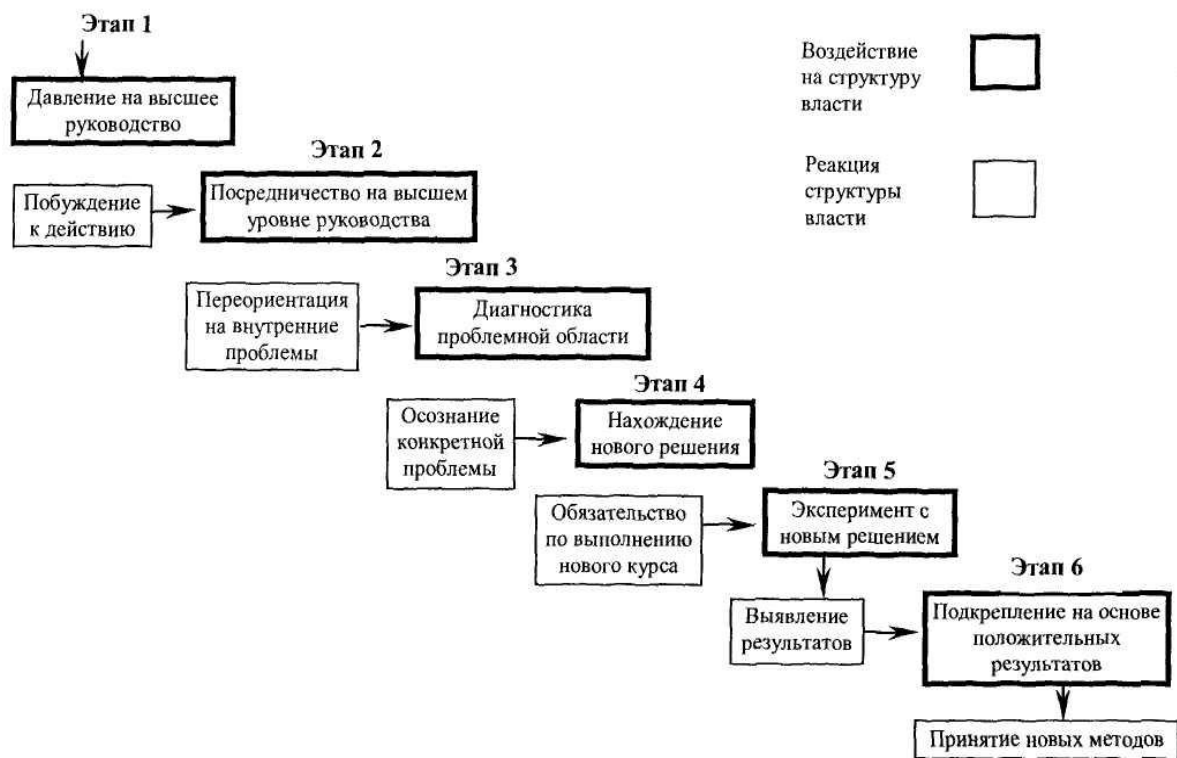 Этап 1
Давление на высшее
руководство
Воздействие
на структуру
власти
Реакция
структуры
власти
Этап 2
Побуждение
к действию
Посредничество на высшем
уровне руководства
Этап 3
Переориентация
на внутренние
проблемы
Диагностика
проблемной области
Этап 4
Осознание
конкретной
проблемы
Нахождение
нового решения
Этап 5
Обязательство
по выполнению
нового курса
Эксперимент с
новым решением
Этап 6
Выявление
результатов
Подкрепление на основе
положительных
результатов
Принятие новых методов